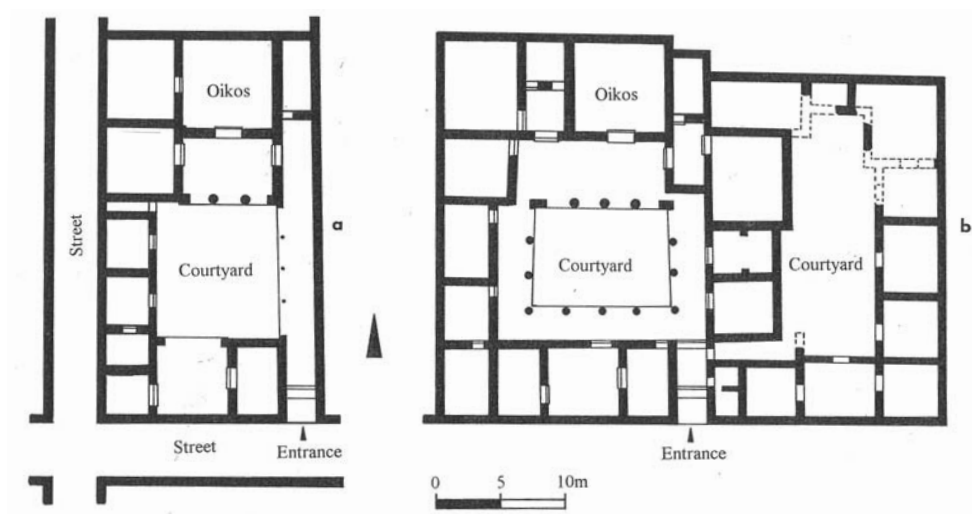 Oikos
Oikos
a
b
Street
Courtyard
Courtyard
Courtyard
Street
Entrance
Entrance
0 5 10m